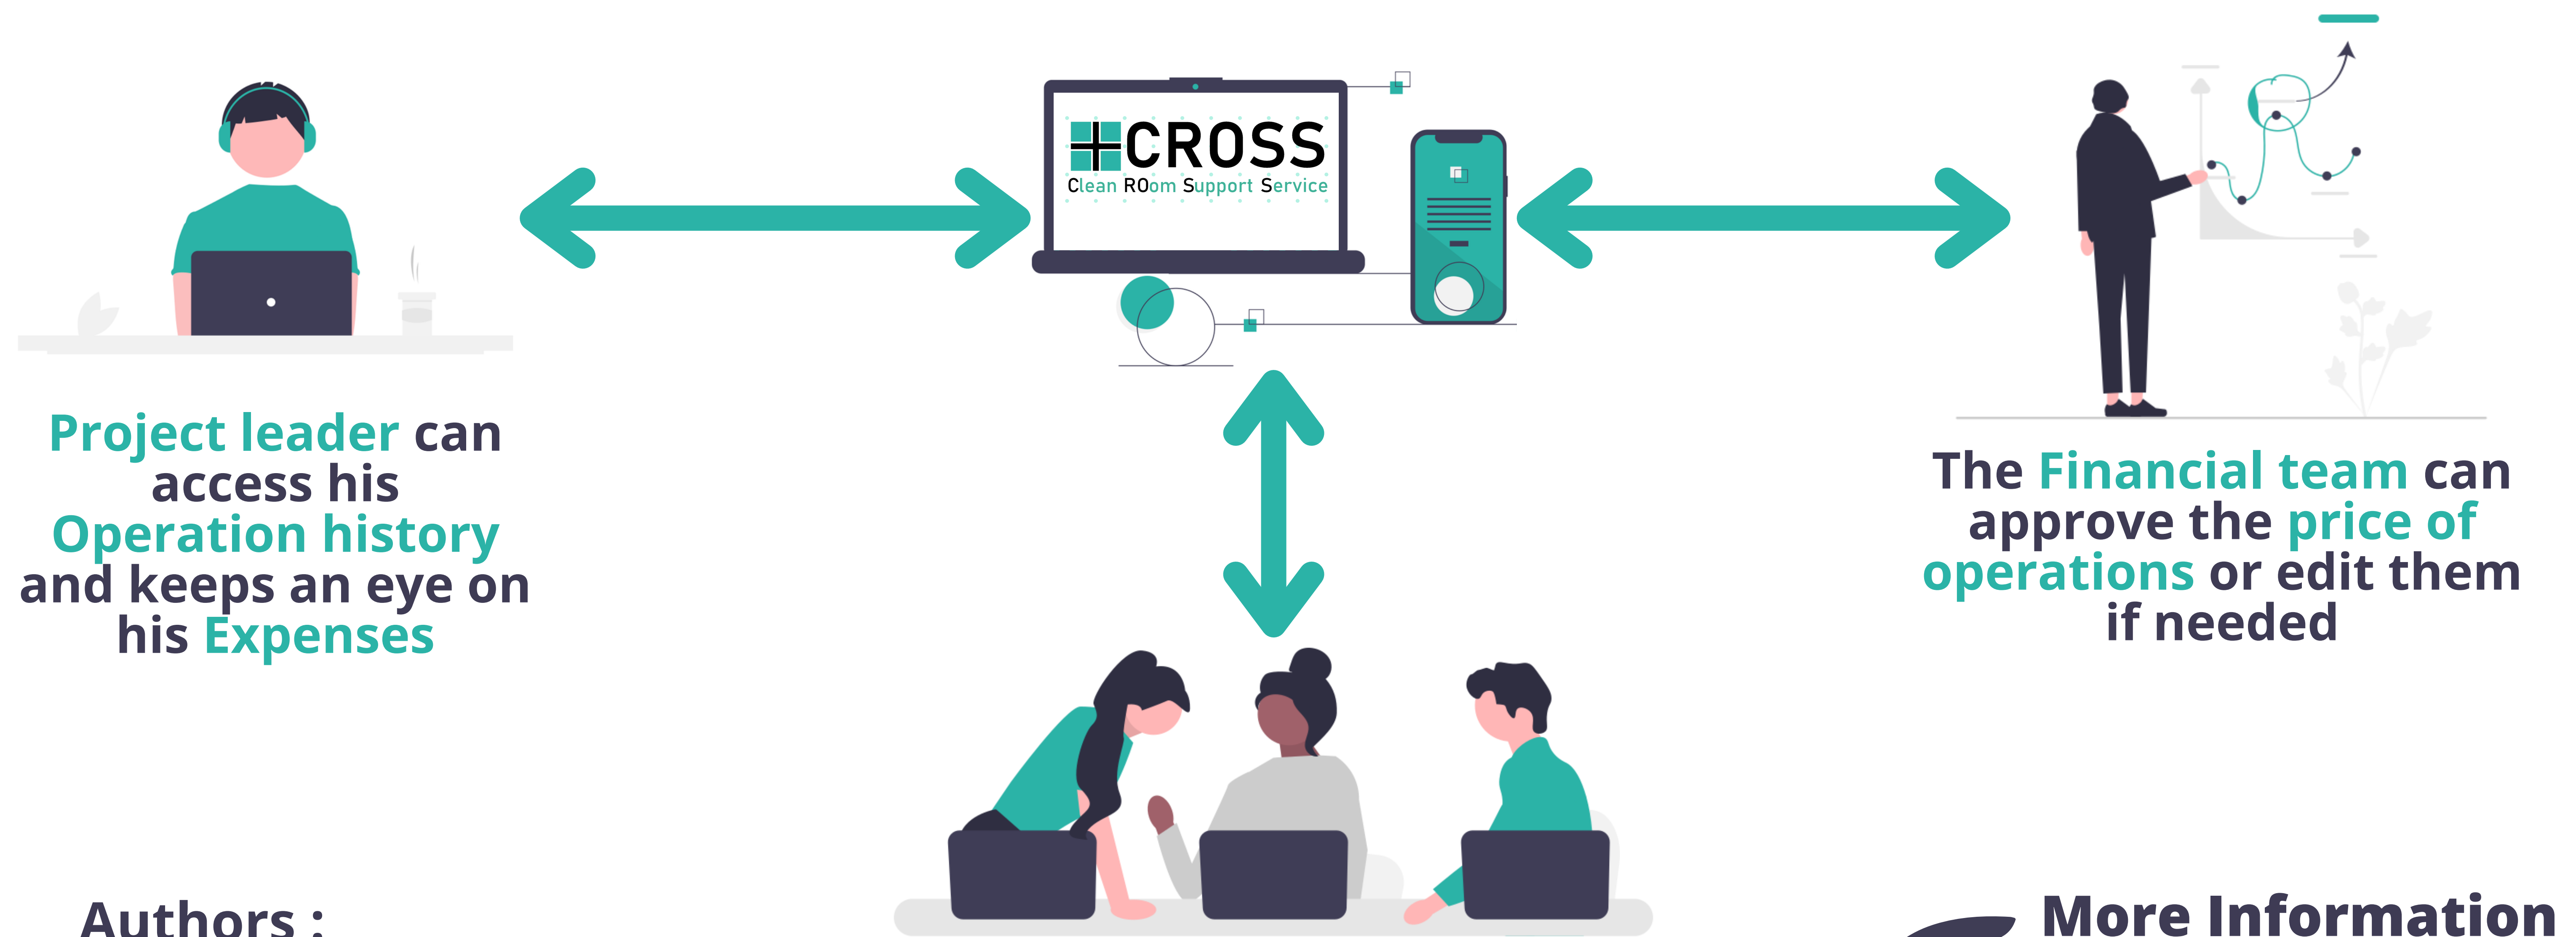 CROSS
Clean ROom Support Service
Project leader can
access his
Operation history
and keeps an eye on
his Expenses
The Financial team can
approve the price of
operations or edit them
if needed
Authors :
More Information